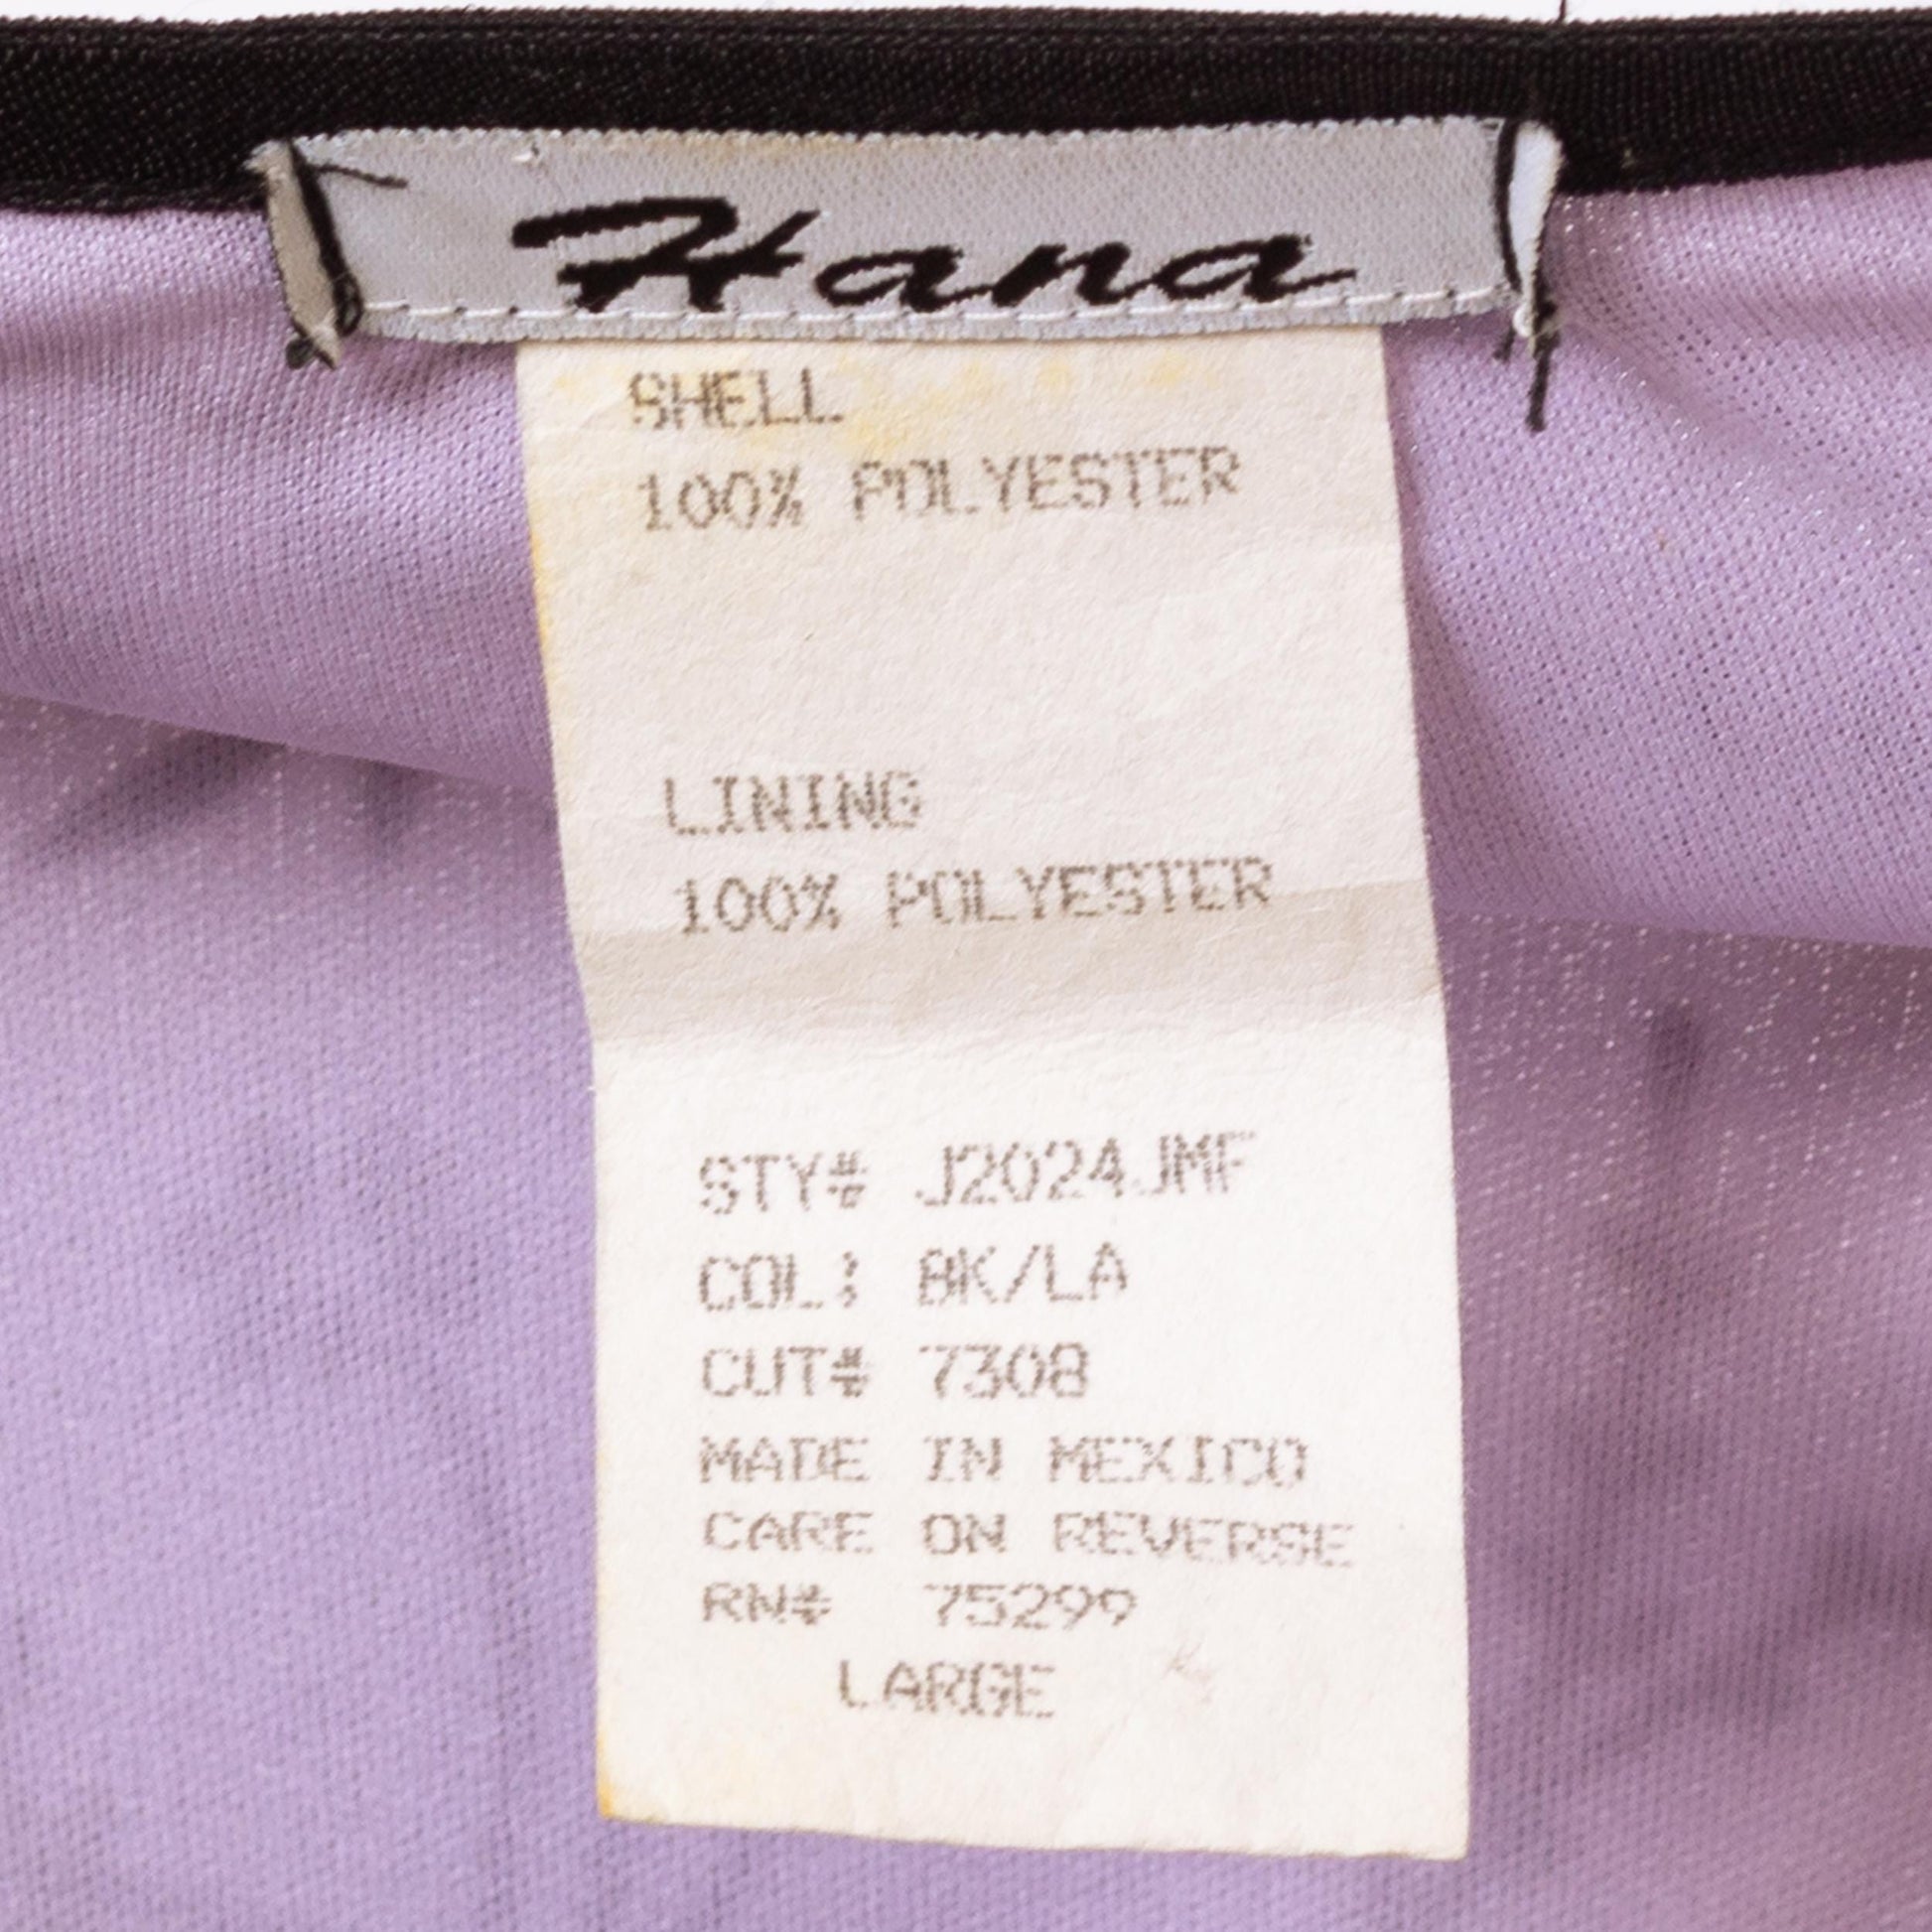 Hana
SHELL
100% POLYESTER
LINING
100% POLYESTER
STY# J2024JMF
COL: BK/LA
CUT# 7308
MADE IN MEXICO
CARE ON REVERSE
RN# 75299
LARGE